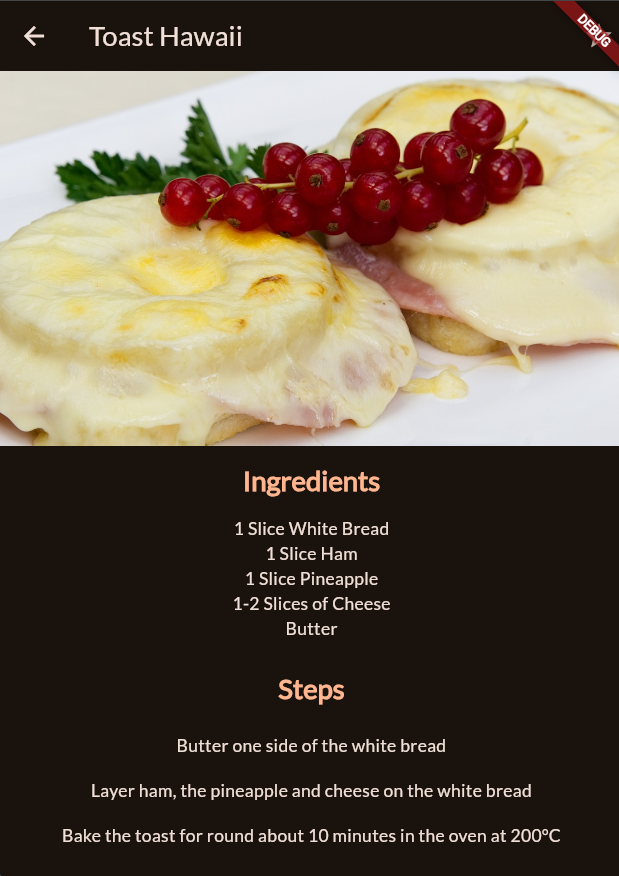 Toast Hawaii
DEBUG
Ingredients
1 Slice White Bread
1 Slice Ham
1 Slice Pineapple
1-2 Slices of Cheese
Butter
Steps
Butter one side of the white bread
Layer ham, the pineapple and cheese on the white bread
Bake the toast for round about 10 minutes in the oven at 200°C